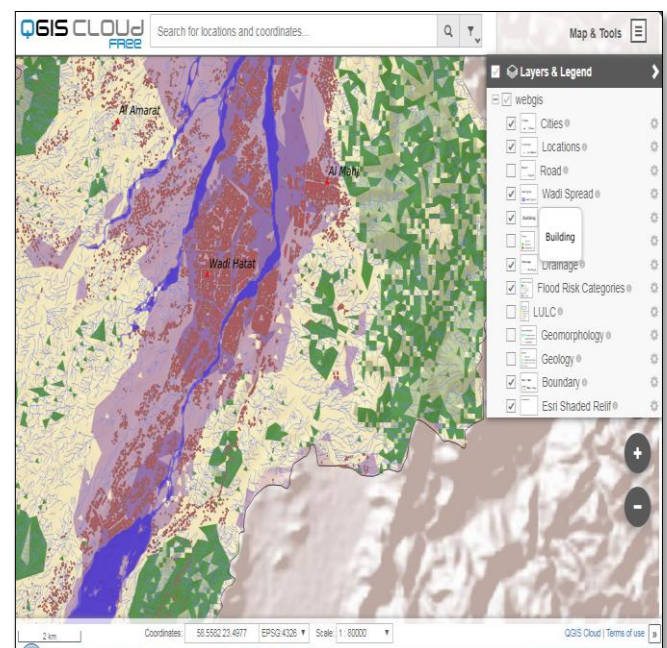 QGIS CLOUD
FREE
Search for locations and coordinates...
Map & Tools
Layers & Legend
webgis
Cities
Locations
Road
Wadi Spread
Building
Building
Drainage
Flood Risk Categories
LULC
Geomorphology
Geology
Boundary
Esri Shaded Relif
Al Amarat
Al Mahj
Wadi Hatat
2 km
Coordinates: 58.5582 23.4977 EPSG:4326 Scale: 1 : 80000
QGIS Cloud | Terms of use